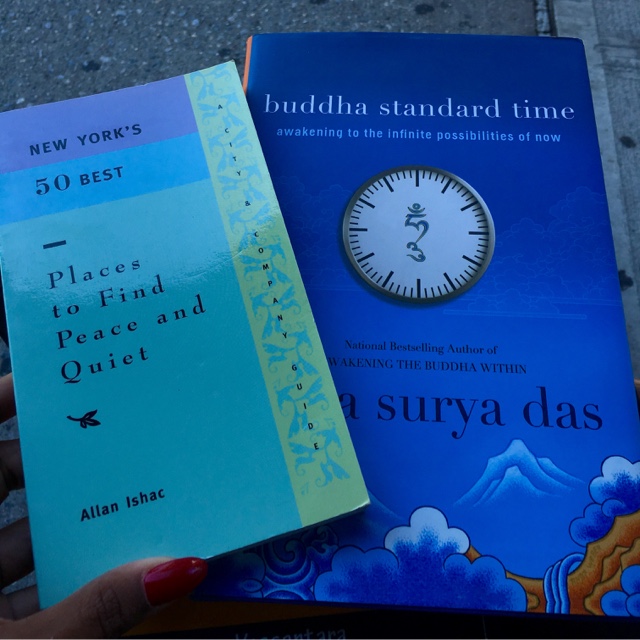 NEW YORK'S
50 BEST
Places
to Find
Peace and
Quiet
Allan Ishac
A CITY & COMPANY GUIDE
buddha standard time
awakening to the infinite possibilities of now
National Bestselling Author of
AWAKENING THE BUDDHA WITHIN
a surya das